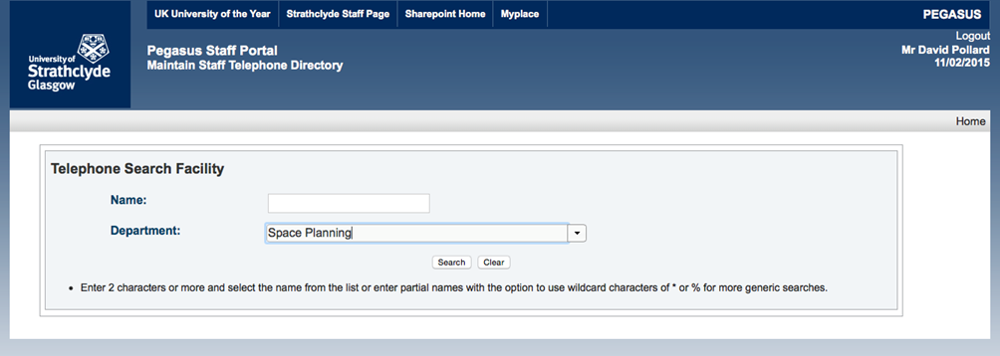 UK University of the Year Strathclyde Staff Page Sharepoint Home Myplace PEGASUS
Logout
Pegasus Staff Portal Mr David Pollard
Maintain Staff Telephone Directory 11/02/2015
University of
Strathclyde
Glasgow
Home
Telephone Search Facility
Name:
Department: Space Planning
Search Clear
• Enter 2 characters or more and select the name from the list or enter partial names with the option to use wildcard characters of * or % for more generic searches.